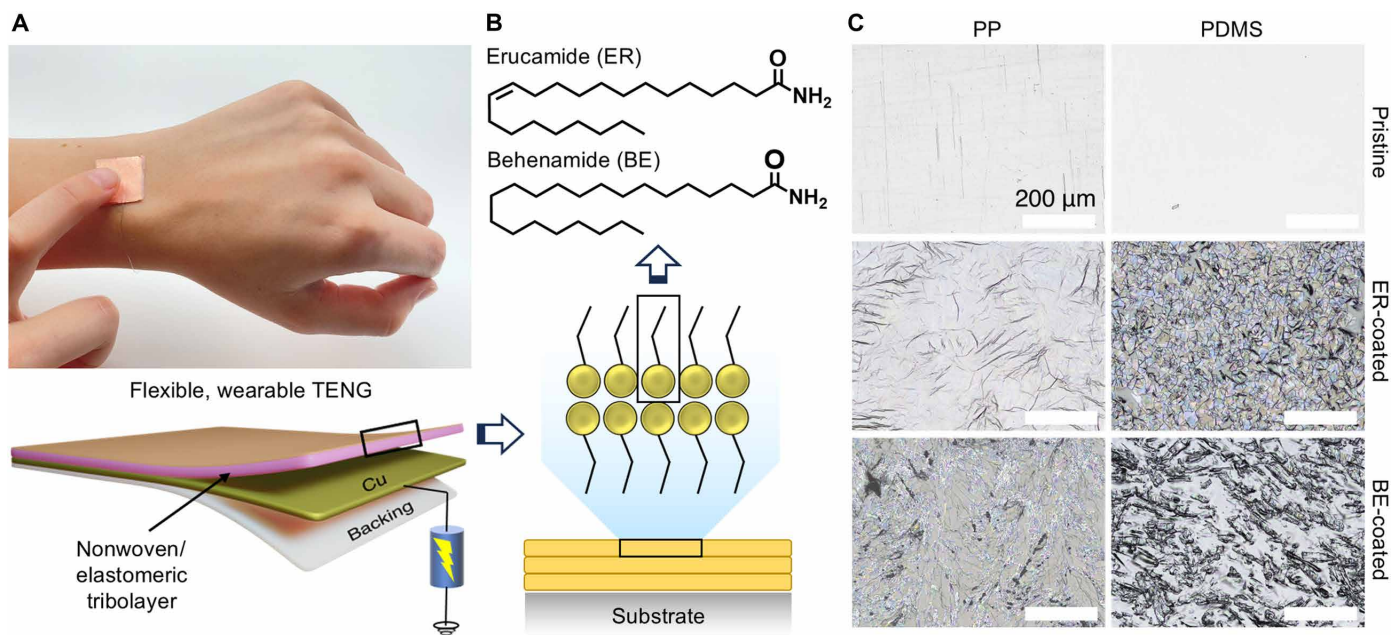 A
Flexible, wearable TENG
Cu
Backing
Nonwoven/
elastomeric
tribolayer
B
Erucamide (ER)
O
NH₂
Behenamide (BE)
O
NH₂
Substrate
C
PP
PDMS
Pristine
200 μm
ER-coated
BE-coated